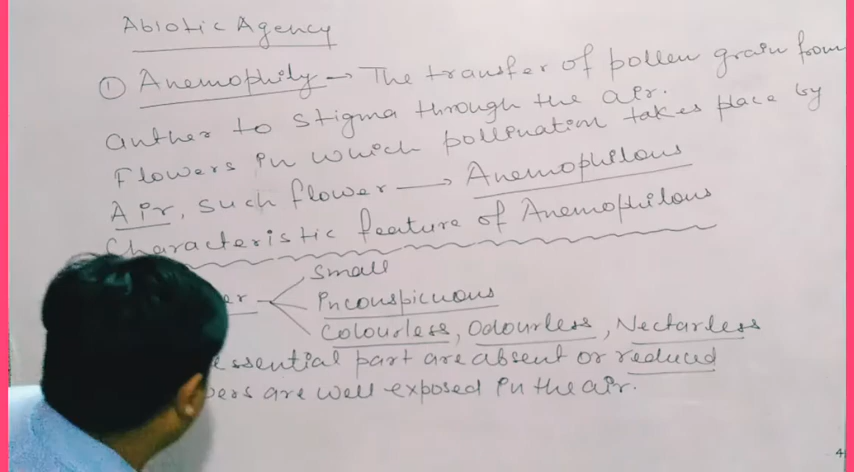 Abiotic Agency
① Anemophily → The transfer of pollen grain from
anther to stigma through the air.
Flowers in which pollination takes place by
Air, such flower → Anemophilous
Characteristic feature of Anemophilous
er Small
Inconspicuous
Colourless, Odourless, Nectarless
essential part are absent or reduced
ers are well exposed in the air.
4